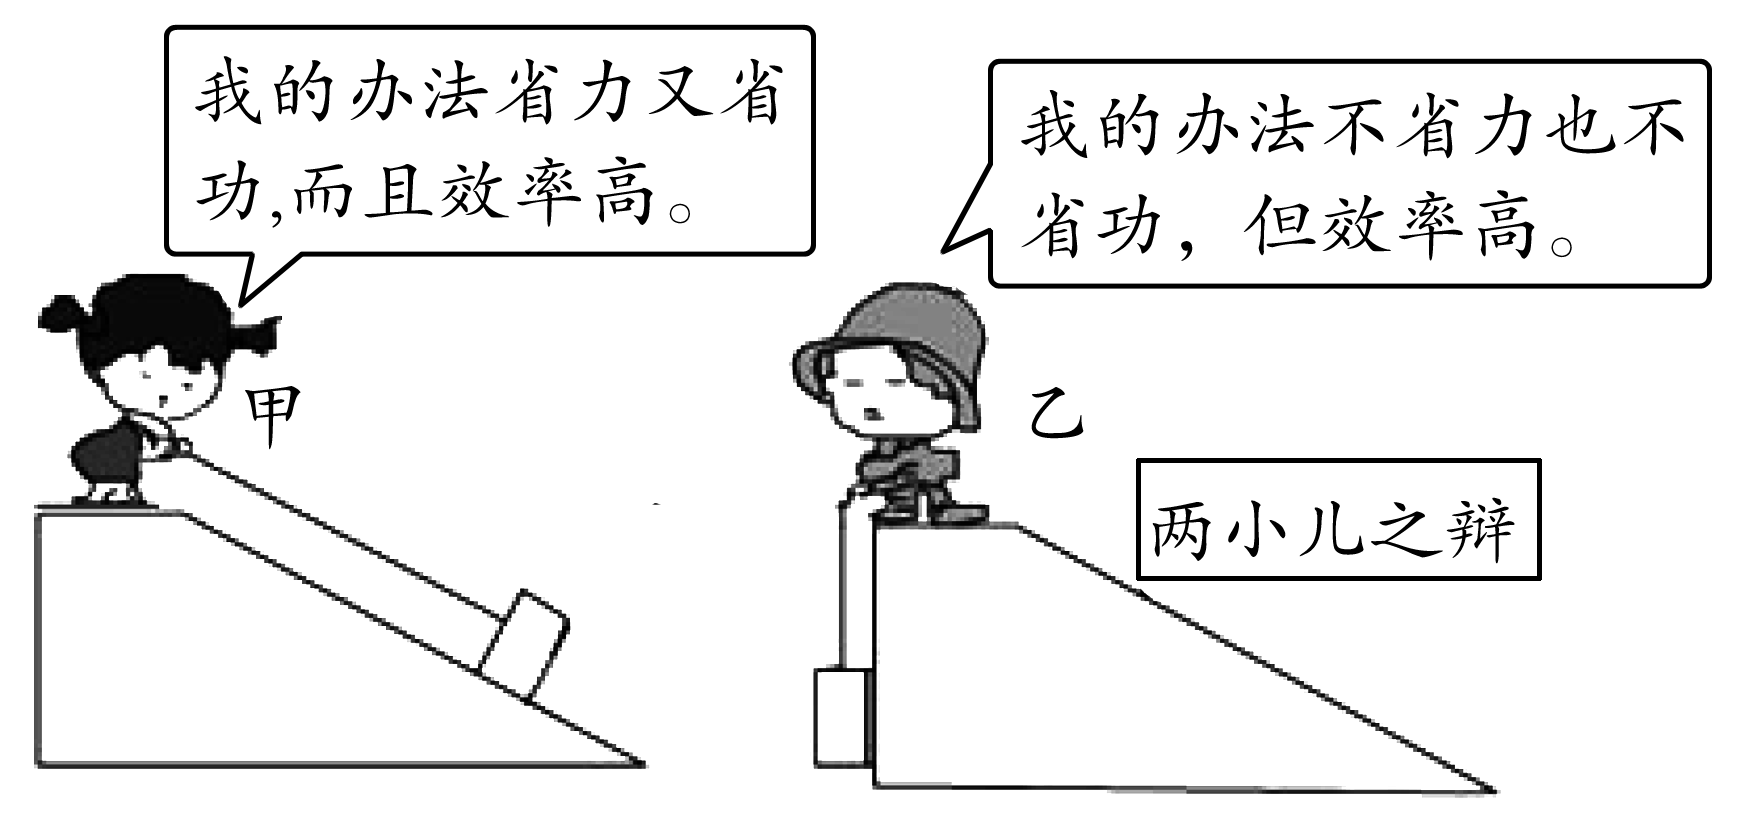 我的办法省力又省
功,而且效率高。
我的办法不省力也不
省功，但效率高。
甲
乙
两小儿之辩